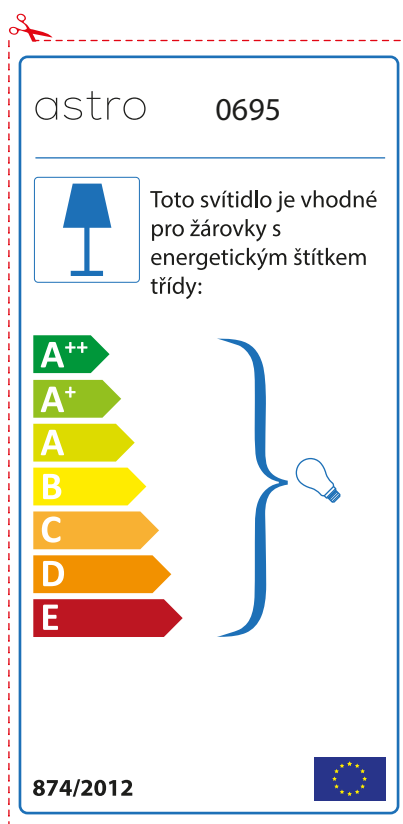 astro 0695
Toto svítidlo je vhodné
pro žárovky s
energetickým štítkem
třídy:
A++
A+
A
B
C
D
E
874/2012